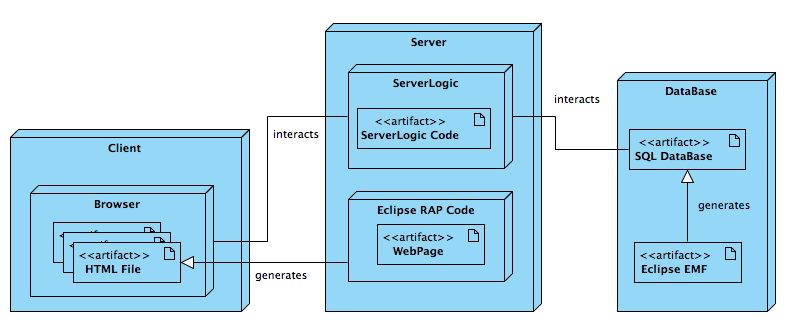 Client
Browser
<<artifact>>
HTML File
interacts
generates
Server
ServerLogic
<<artifact>>
ServerLogic Code
Eclipse RAP Code
<<artifact>>
WebPage
interacts
DataBase
<<artifact>>
SQL DataBase
generates
<<artifact>>
Eclipse EMF